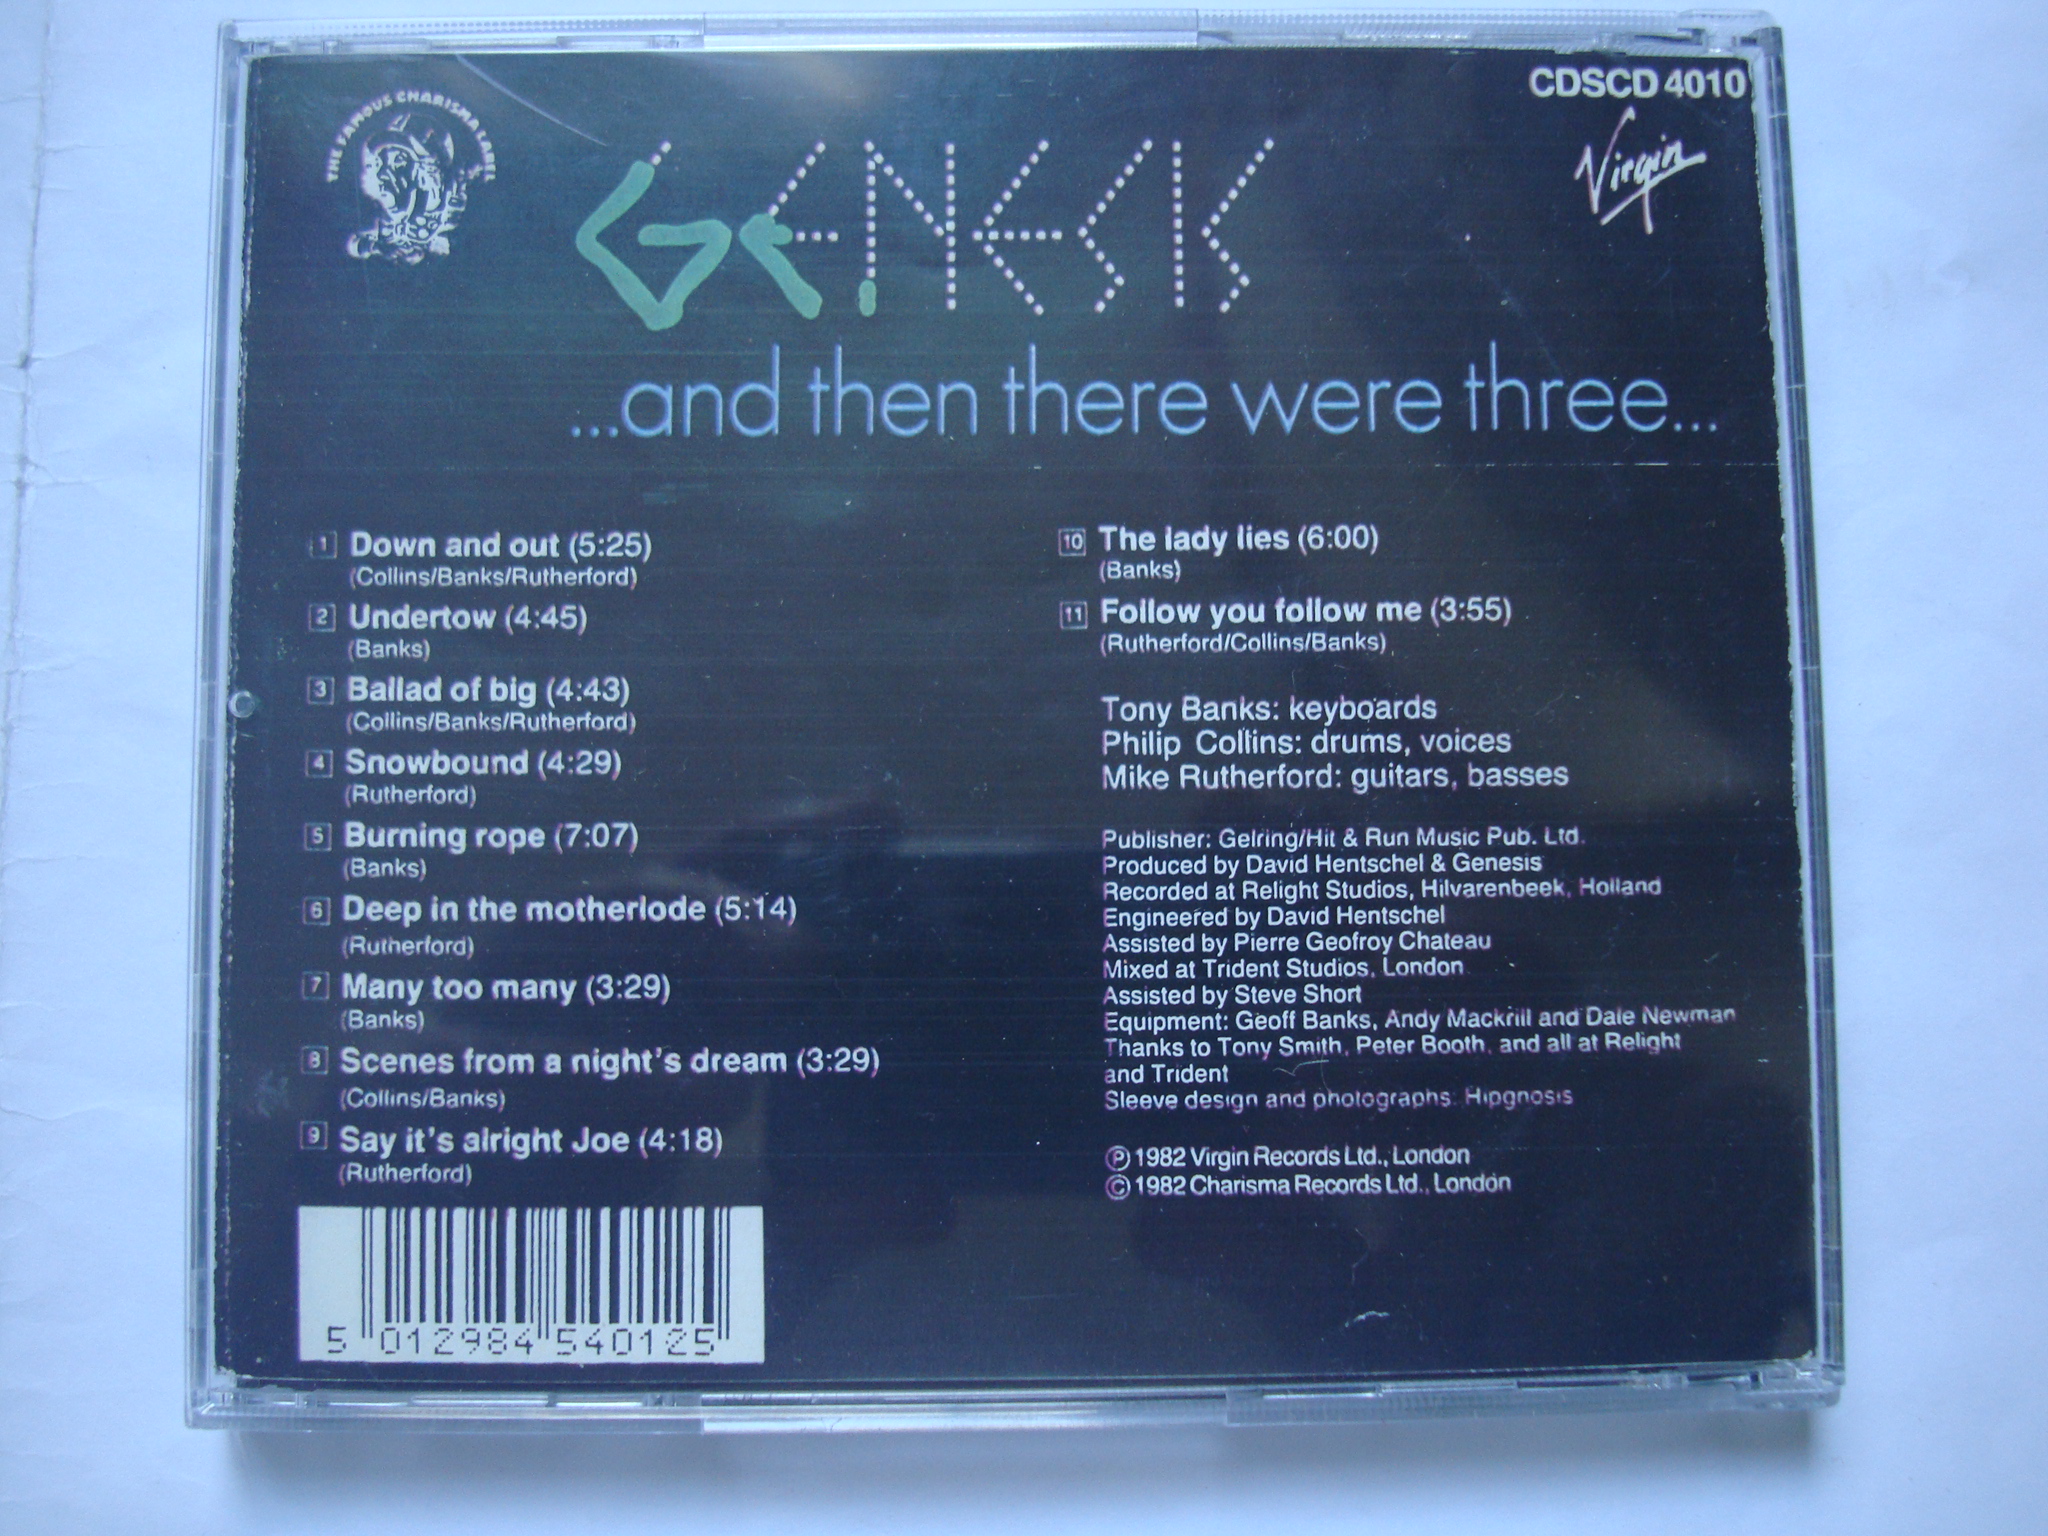 THE FAMOUS CHARISMA LABEL
CDSCD 4010
Virgin
GENESIS
...and then there were three...
1 Down and out (5:25)
(Collins/Banks/Rutherford)
2 Undertow (4:45)
(Banks)
3 Ballad of big (4:43)
(Collins/Banks/Rutherford)
4 Snowbound (4:29)
(Rutherford)
5 Burning rope (7:07)
(Banks)
6 Deep in the motherlode (5:14)
(Rutherford)
7 Many too many (3:29)
(Banks)
8 Scenes from a night's dream (3:29)
(Collins/Banks)
9 Say it's alright Joe (4:18)
(Rutherford)
5 012984 540125
10 The lady lies (6:00)
(Banks)
11 Follow you follow me (3:55)
(Rutherford/Collins/Banks)
Tony Banks: keyboards
Philip Collins: drums, voices
Mike Rutherford: guitars, basses
Publisher: Gelring/Hit & Run Music Pub. Ltd.
Produced by David Hentschel & Genesis
Recorded at Relight Studios, Hilvarenbeek, Holland
Engineered by David Hentschel
Assisted by Pierre Geofroy Chateau
Mixed at Trident Studios, London
Assisted by Steve Short
Equipment: Geoff Banks, Andy Mackrill and Dale Newman
Thanks to Tony Smith, Peter Booth, and all at Relight
and Trident
Sleeve design and photographs: Hipgnosis
℗ 1982 Virgin Records Ltd., London
© 1982 Charisma Records Ltd., London